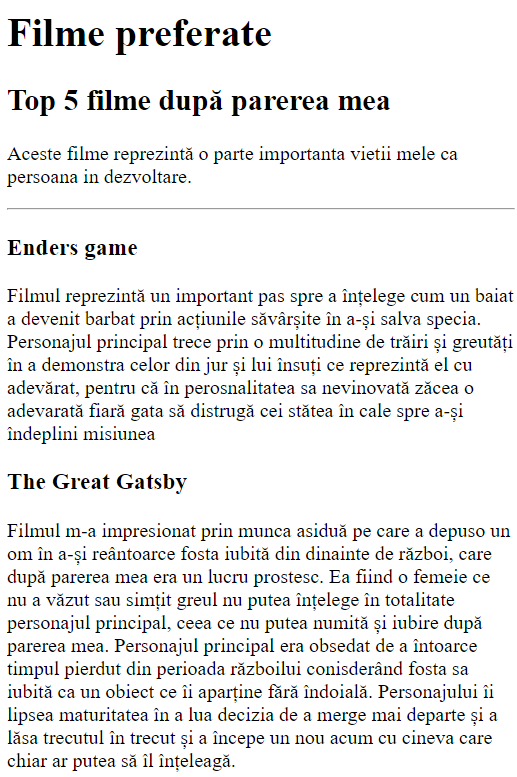 Filme preferate
Top 5 filme după parerea mea
Aceste filme reprezintă o parte importanta vietii mele ca
persoana in dezvoltare.
Enders game
Filmul reprezintă un important pas spre a înțelege cum un baiat
a devenit barbat prin acțiunile săvârșite în a-și salva specia.
Personajul principal trece prin o multitudine de trăiri și greutăți
în a demonstra celor din jur și lui însuți ce reprezintă el cu
adevărat, pentru că în perosnalitatea sa nevinovată zăcea o
adevarată fiară gata să distrugă cei stătea în cale spre a-și
îndeplini misiunea
The Great Gatsby
Filmul m-a impresionat prin munca asiduă pe care a depuso un
om în a-și reântoarce fosta iubită din dinainte de război, care
după parerea mea era un lucru prostesc. Ea fiind o femeie ce
nu a văzut sau simțit greul nu putea înțelege în totalitate
personajul principal, ceea ce nu putea numită și iubire după
parerea mea. Personajul principal era obsedat de a întoarce
timpul pierdut din perioada războilui conisderând fosta sa
iubită ca un obiect ce îi aparține fără îndoială. Personajului îi
lipsea maturitatea în a lua decizia de a merge mai departe și a
lăsa trecutul în trecut și a începe un nou acum cu cineva care
chiar ar putea să îl înțeleagă.